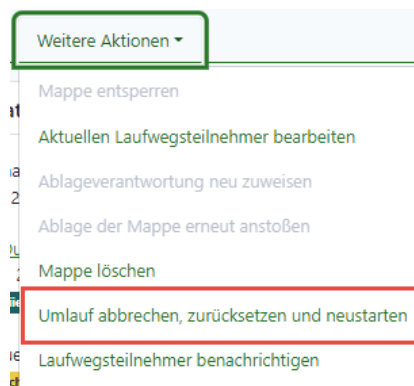 Weitere Aktionen
Mappe entsperren
Aktuellen Laufwegsteilnehmer bearbeiten
Ablageverantwortung neu zuweisen
Ablage der Mappe erneut anstoßen
Mappe löschen
Umlauf abbrechen, zurücksetzen und neustarten
Laufwegsteilnehmer benachrichtigen